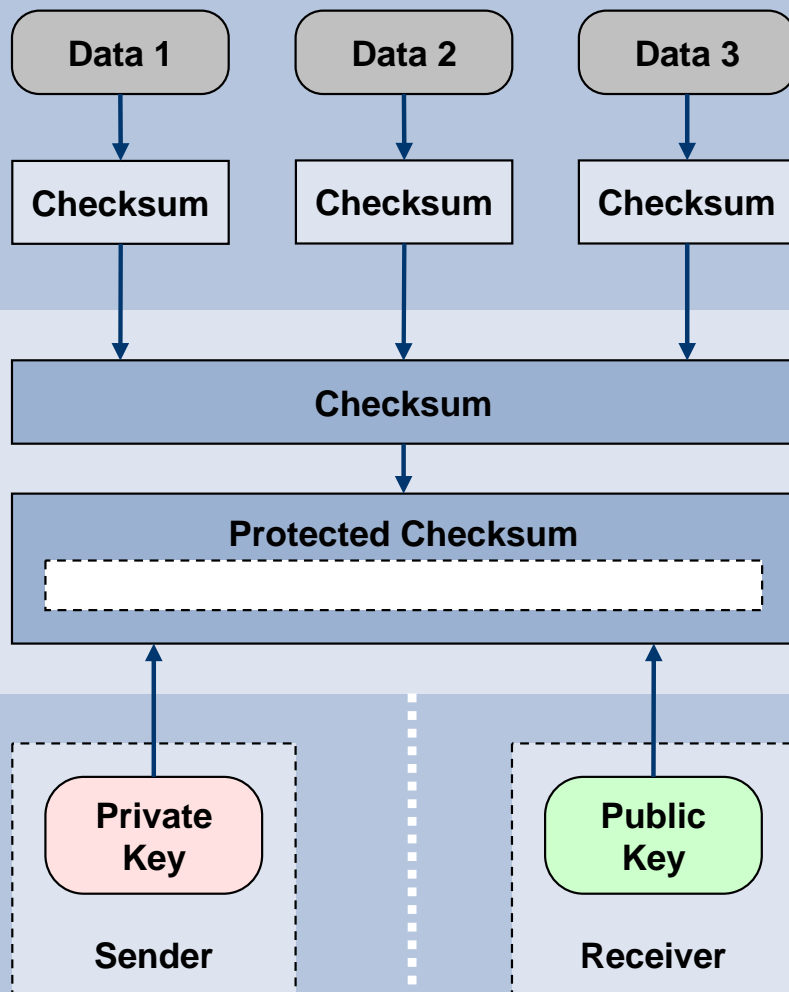 Data 1
Data 2
Data 3
Checksum
Checksum
Checksum
Checksum
Protected Checksum
Private
Key
Public
Key
Sender
Receiver